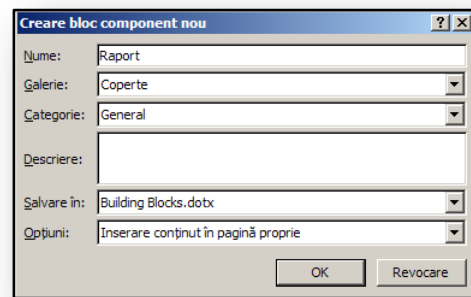 Creare bloc component nou
Nume: Raport
Galerie: Coperte
Categorie: General
Descriere:
Salvare în: Building Blocks.dotx
Opțiuni: Inserare conținut în pagină proprie
OK Revocare